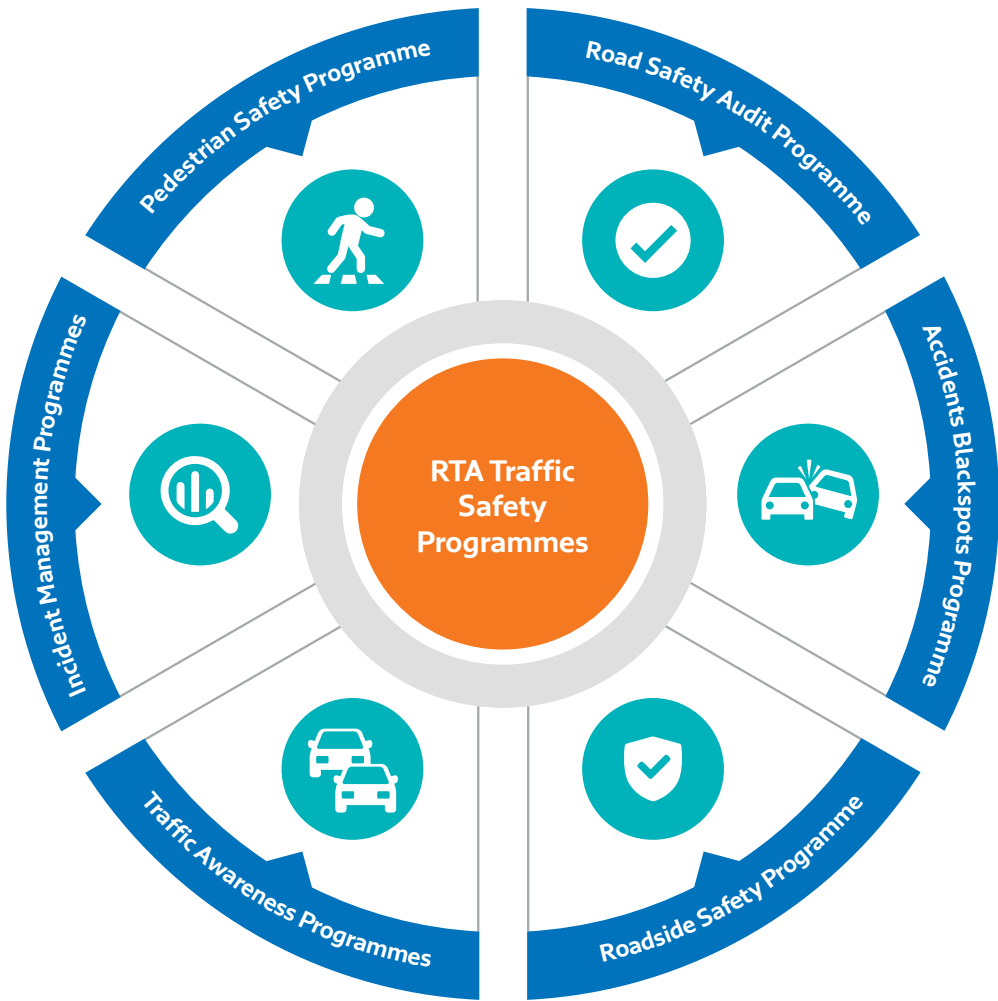 RTA Traffic
Safety
Programmes
Road Safety Audit Programme
Accidents Blackspots Programme
Roadside Safety Programme
Traffic Awareness Programmes
Incident Management Programmes
Pedestrian Safety Programme